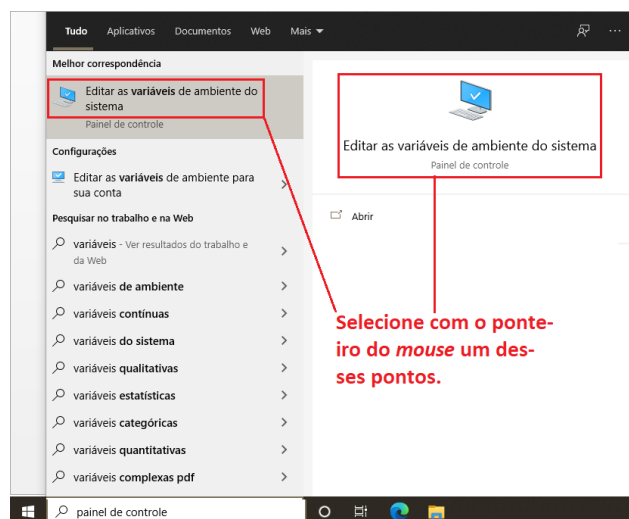 Tudo Aplicativos Documentos Web Mais
Melhor correspondência
Editar as variáveis de ambiente do
sistema
Painel de controle
Configurações
Editar as variáveis de ambiente para
sua conta
Pesquisar no trabalho e na Web
variáveis - Ver resultados do trabalho e
da Web
variáveis de ambiente
variáveis contínuas
variáveis do sistema
variáveis qualitativas
variáveis estatísticas
variáveis categóricas
variáveis quantitativas
variáveis complexas pdf
painel de controle
Editar as variáveis de ambiente do sistema
Painel de controle
Abrir
Selecione com o ponte-
iro do mouse um des-
ses pontos.